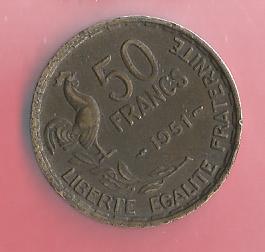 50
FRANCS
1951
LIBERTE EGALITE FRATERNITE